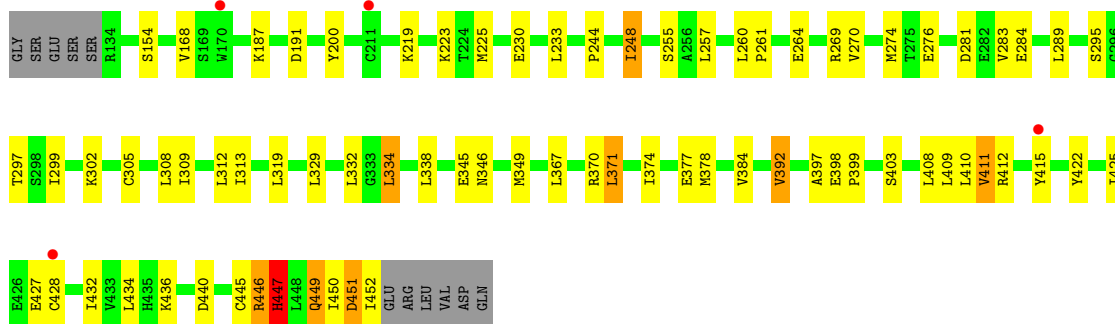 GLY SER GLU SER SER R134 S154 V168 S169 W170 K187 D191 Y200 C211 K219 K223 T224 M225 E230 L233 P244 I248 S255 A256 L257 L260 P261 E264 R269 V270 M274 T275 E276 D281 E282 V283 E284 L289 S295 G296
T297 S298 I299 K302 C305 L308 I309 L312 I313 L319 L329 L332 G333 L334 L338 E345 N346 M349 L367 R370 L371 I374 E377 M378 V384 V392 A397 E398 P399 S403 L408 L409 L410 V411 R412 Y415 Y422 I425
E426 E427 C428 I432 V433 L434 H435 K436 D440 C445 R446 H447 L448 Q449 I450 D451 I452 GLU ARG LEU VAL ASP GLN